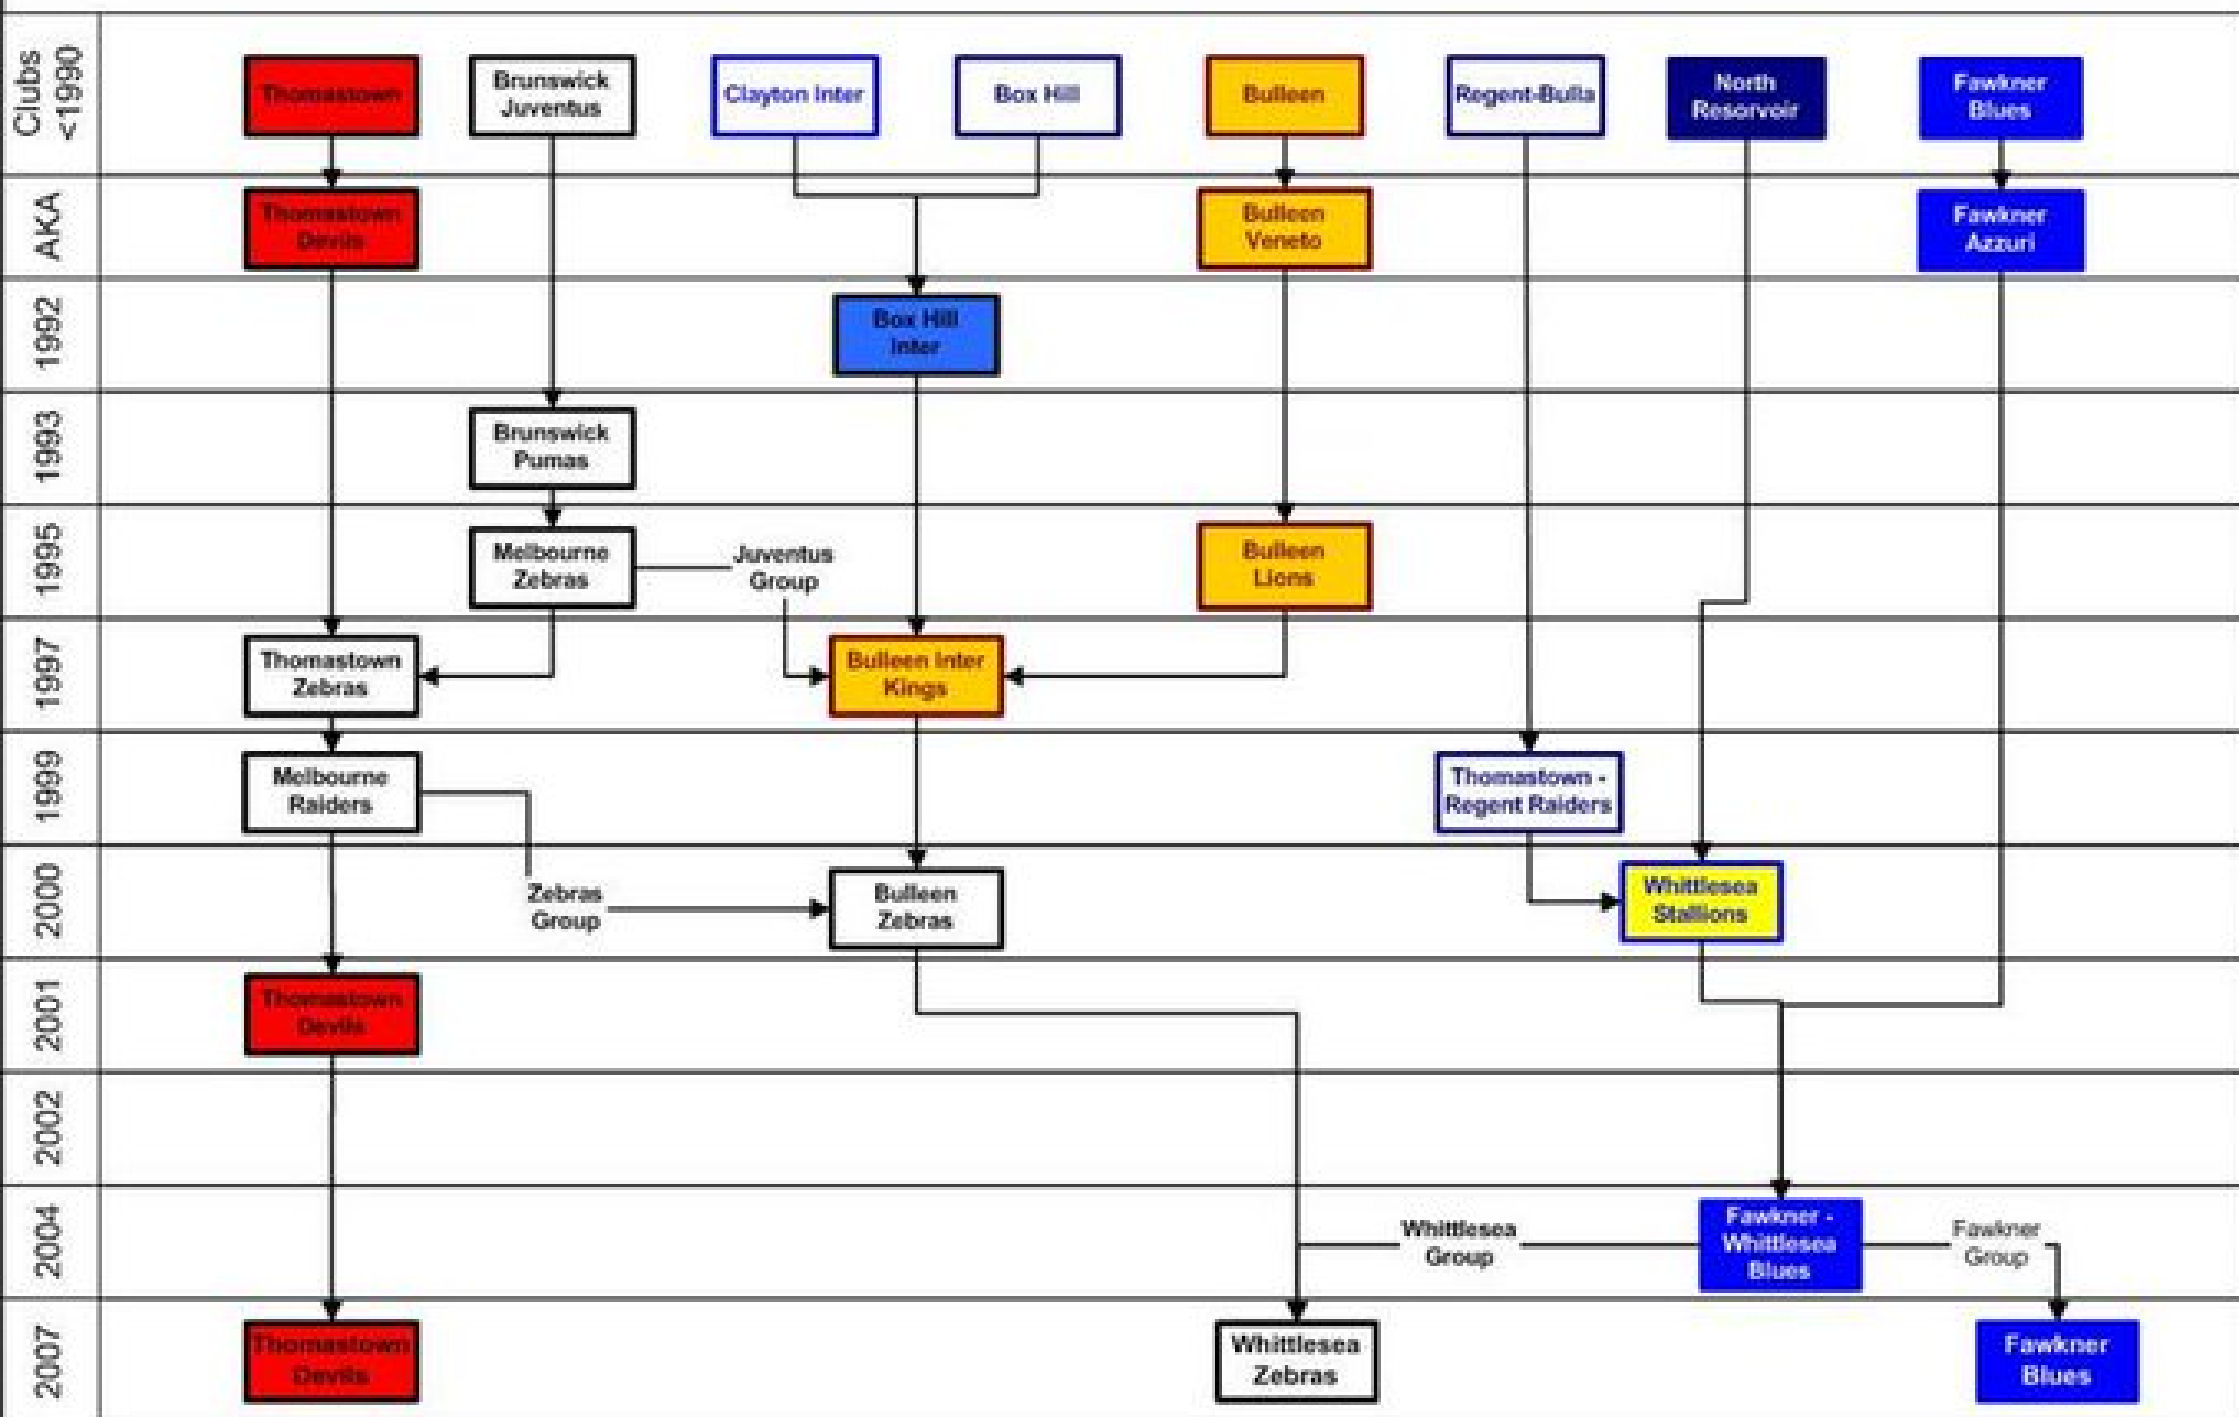 Clubs
<1990
Thomastown
Brunswick
Juventus
Clayton Inter
Box Hill
Bulleen
Regent-Bulla
North
Reservoir
Fawkner
Blues
AKA
Thomastown
Devils
Bulleen
Veneto
Fawkner
Azzuri
1992
Box Hill
Inter
1993
Brunswick
Pumas
1995
Melbourne
Zebras
Juventus
Group
Bulleen
Lions
1997
Thomastown
Zebras
Bulleen Inter
Kings
1999
Melbourne
Raiders
Thomastown -
Regent Raiders
2000
Zebras
Group
Bulleen
Zebras
Whittlesea
Stallions
2001
Thomastown
Devils
2002
2004
Whittlesea
Group
Fawkner -
Whittlesea
Blues
Fawkner
Group
2007
Thomastown
Devils
Whittlesea
Zebras
Fawkner
Blues